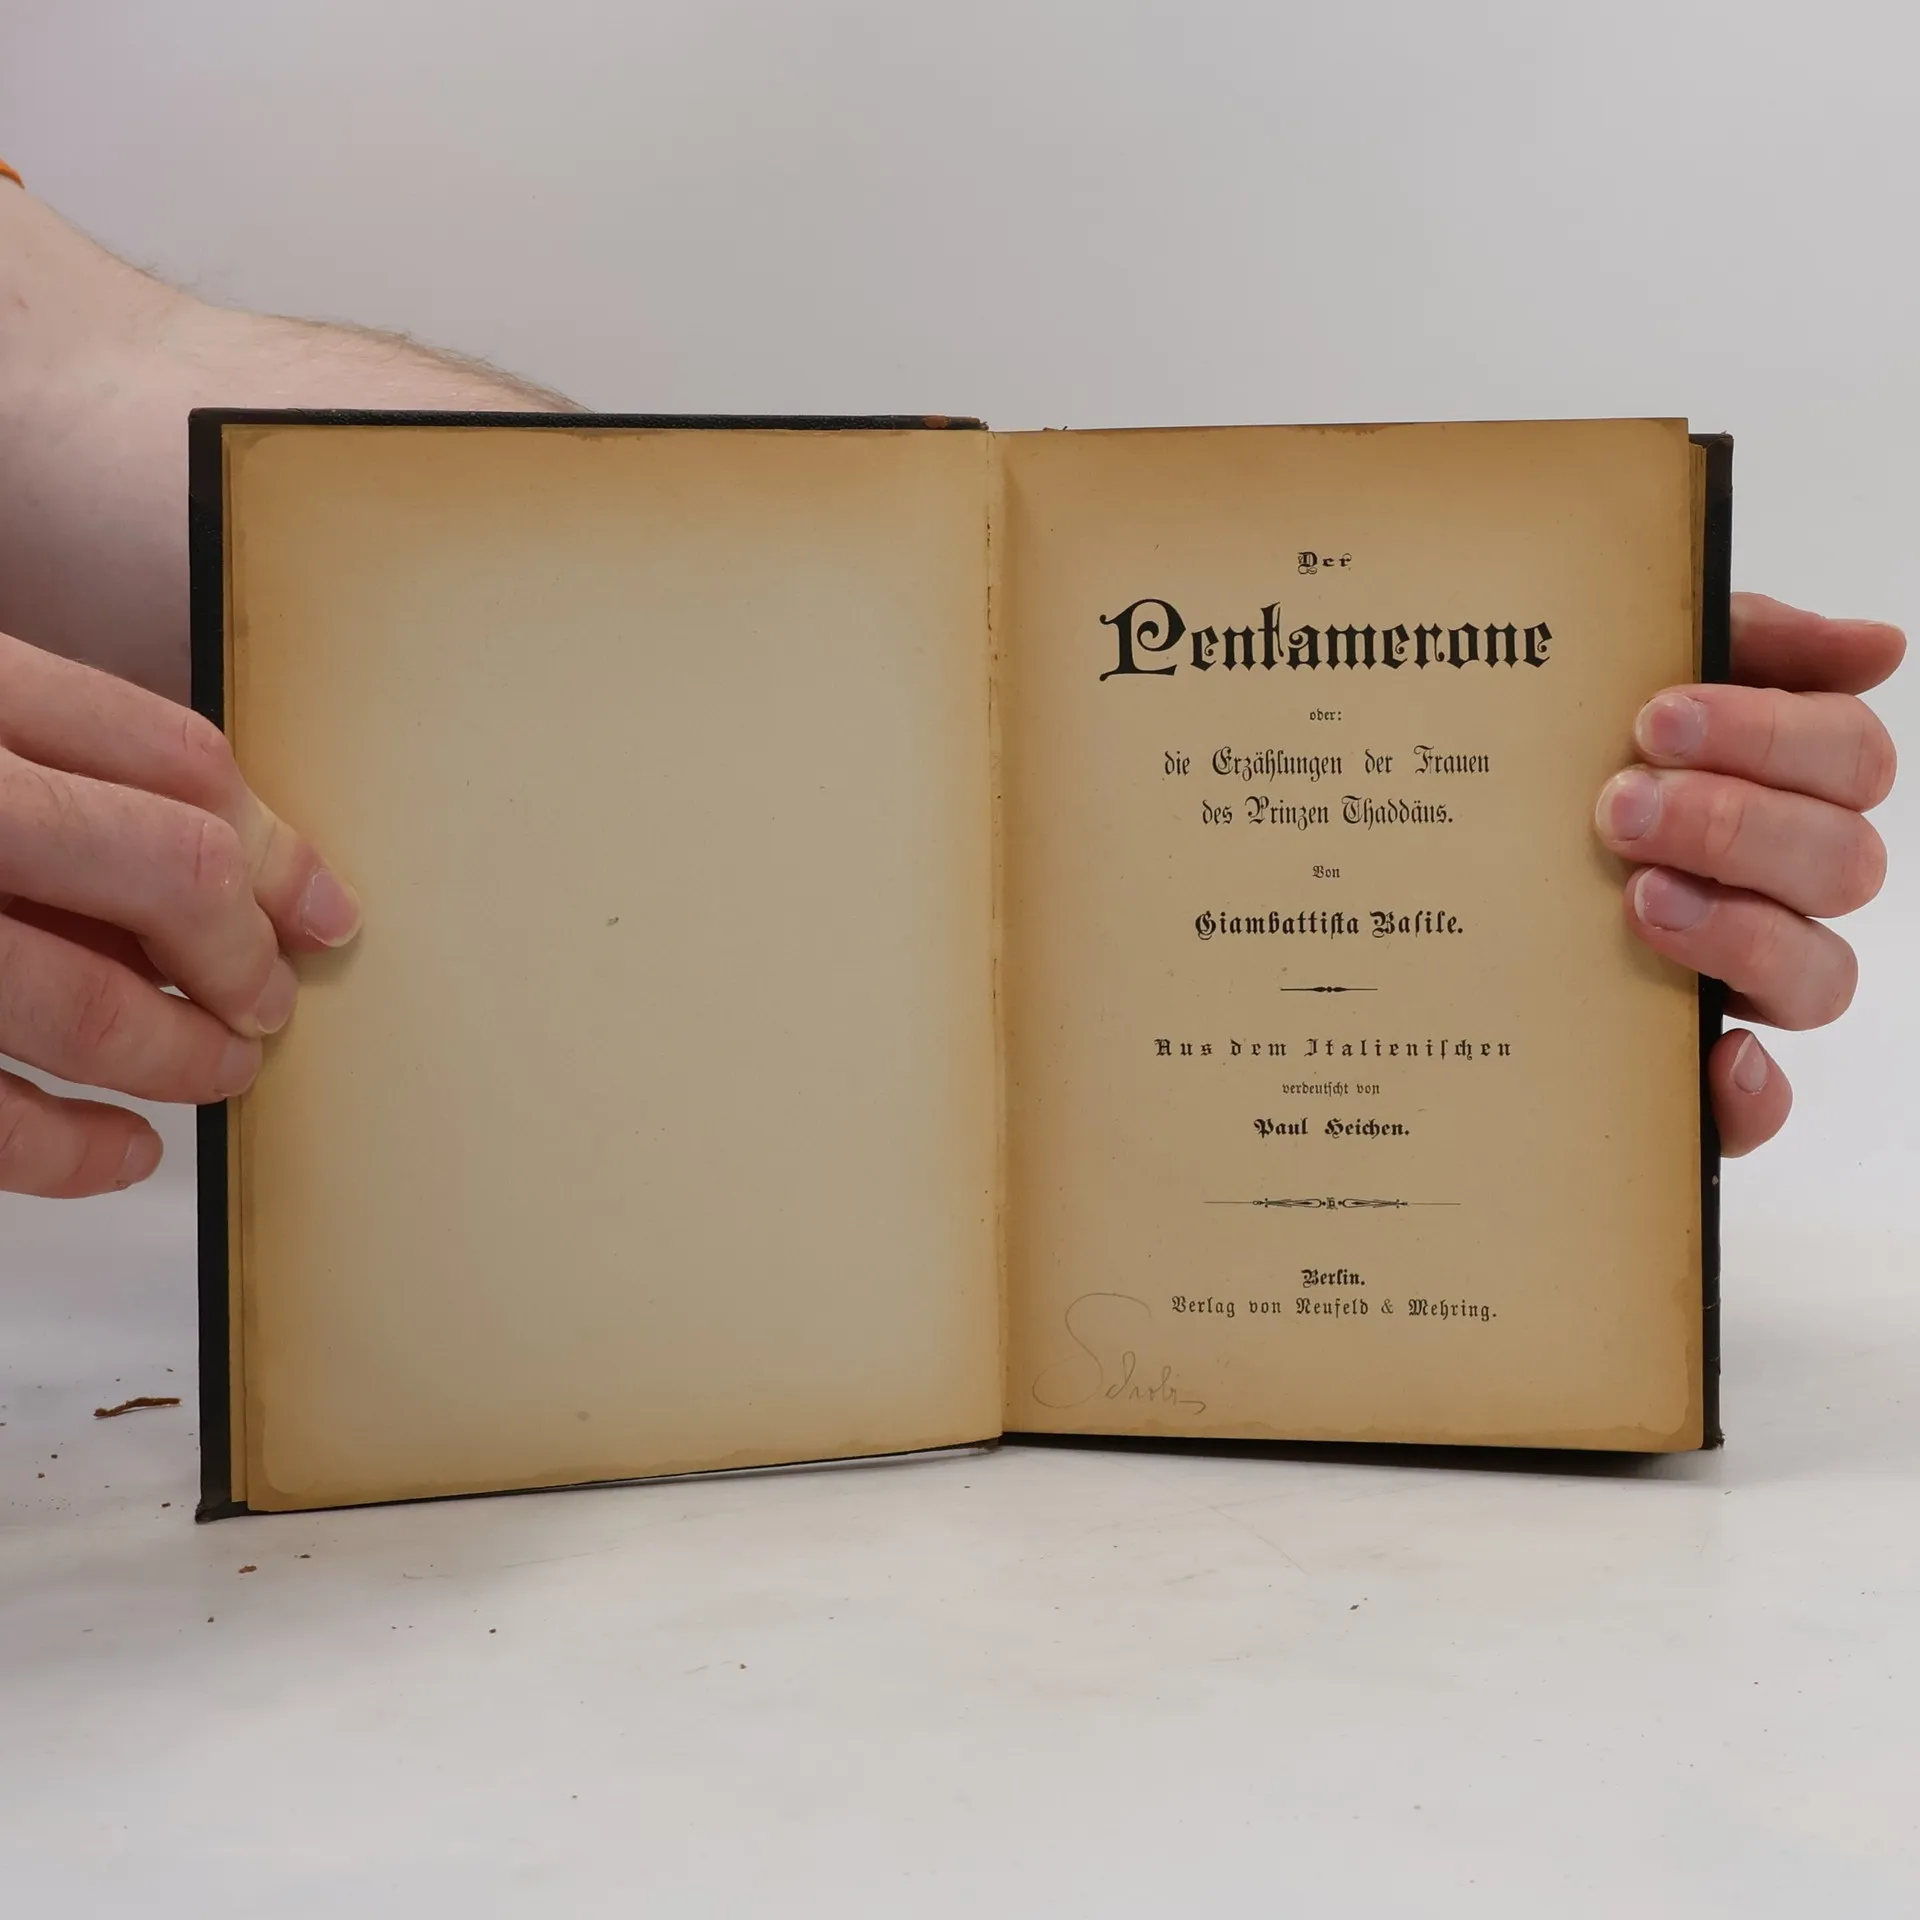 Der
Pentamerone
oder:
die Erzählungen der Frauen
des Prinzen Thaddäus.
Von
Giambattiſta Baſile.
Aus dem Italieniſchen
verdeutſcht von
Paul Heichen.
Berlin.
Verlag von Neufeld & Mehring.